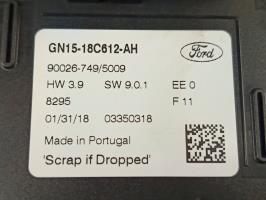 GN15-18C612-AH
Ford
90026-749/5009
HW 3.9 SW 9.0.1 EE 0
8295 F 11
01/31/18 03350318
Made in Portugal
'Scrap if Dropped'